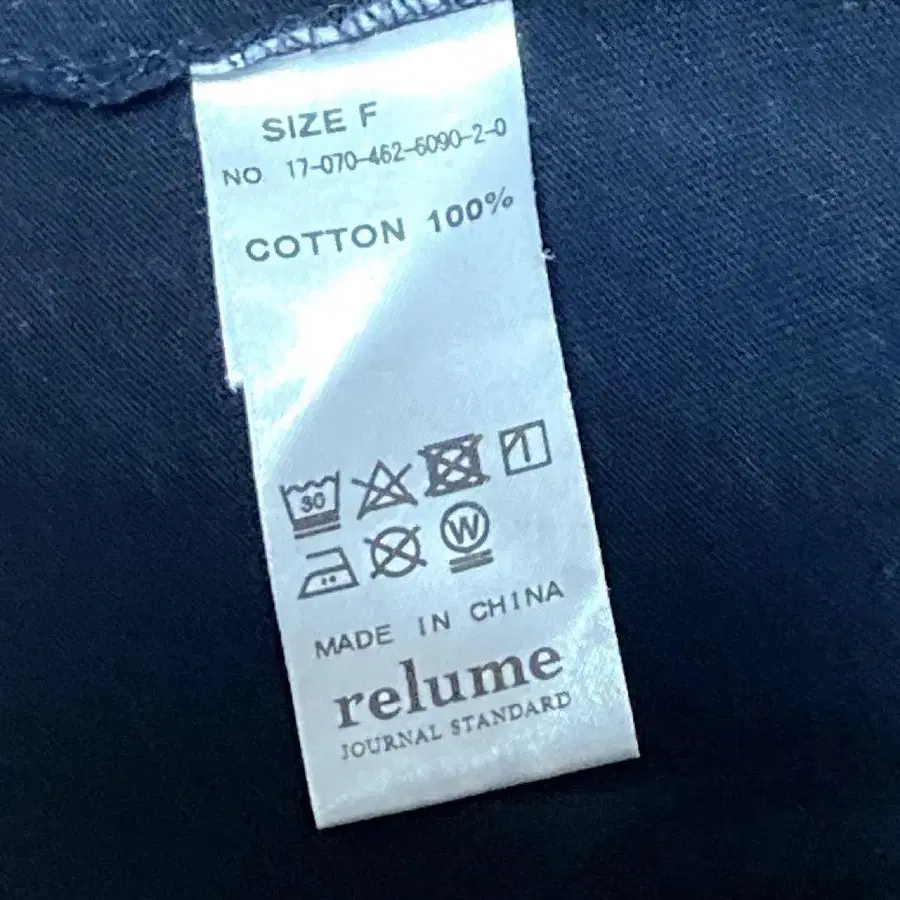 SIZE F
NO. 17-070-462-6090-2-0
COTTON 100%
30
W
MADE IN CHINA
relume
JOURNAL STANDARD